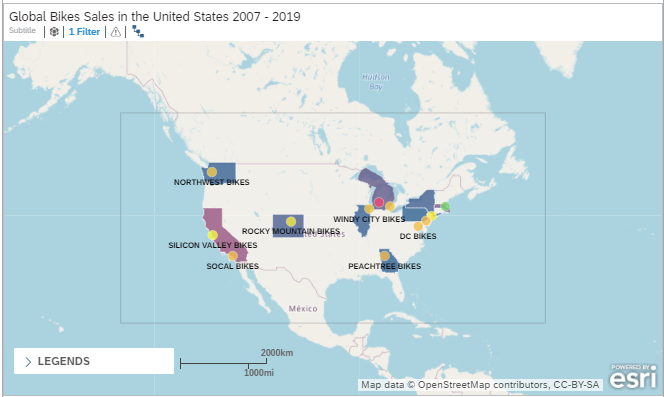 Global Bikes Sales in the United States 2007 - 2019
Subtitle 1 Filter
Hudson
Bay
NORTHWEST BIKES
WINDY CITY BIKES
ROCKY MOUNTAIN BIKES
DC BIKES
SILICON VALLEY BIKES
SOCAL BIKES
PEACHTREE BIKES
México
LEGENDS
2000km
1000mi
Map data © OpenStreetMap contributors, CC-BY-SA
POWERED BY
esri